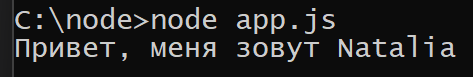 C:\node>node app.js
Привет, меня зовут Natalia